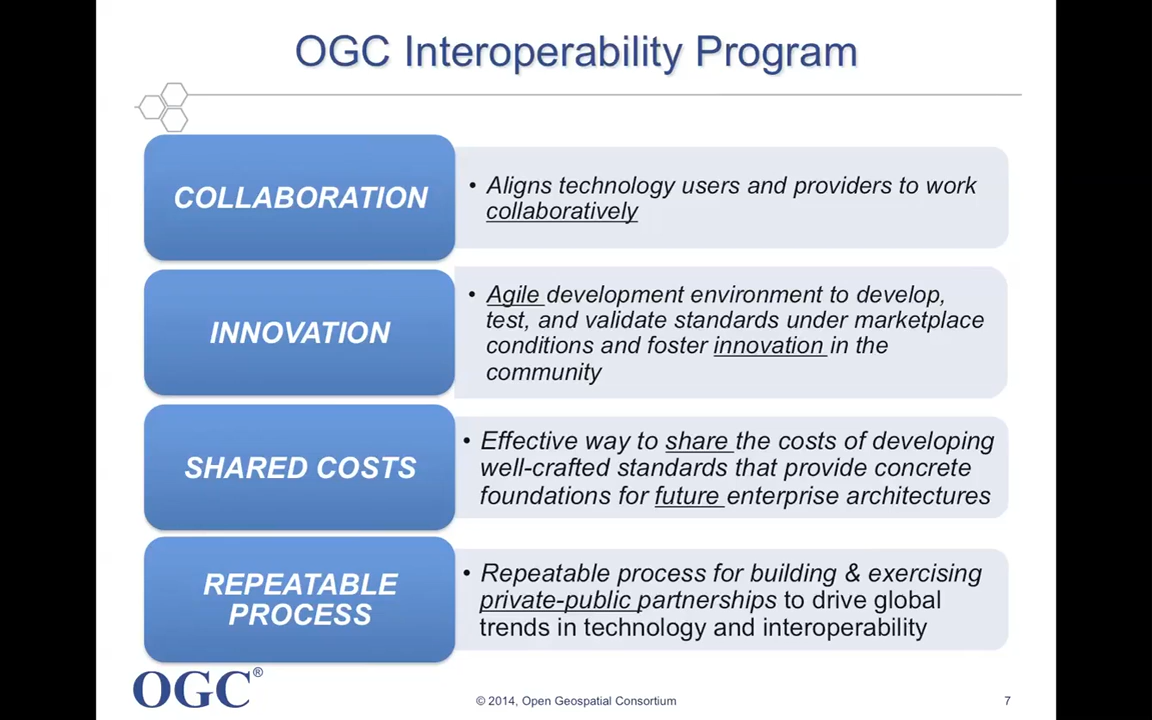 OGC Interoperability Program
COLLABORATION
• Aligns technology users and providers to work
collaboratively
INNOVATION
• Agile development environment to develop,
test, and validate standards under marketplace
conditions and foster innovation in the
community
SHARED COSTS
• Effective way to share the costs of developing
well-crafted standards that provide concrete
foundations for future enterprise architectures
REPEATABLE
PROCESS
• Repeatable process for building & exercising
private-public partnerships to drive global
trends in technology and interoperability
OGC®
© 2014, Open Geospatial Consortium
7